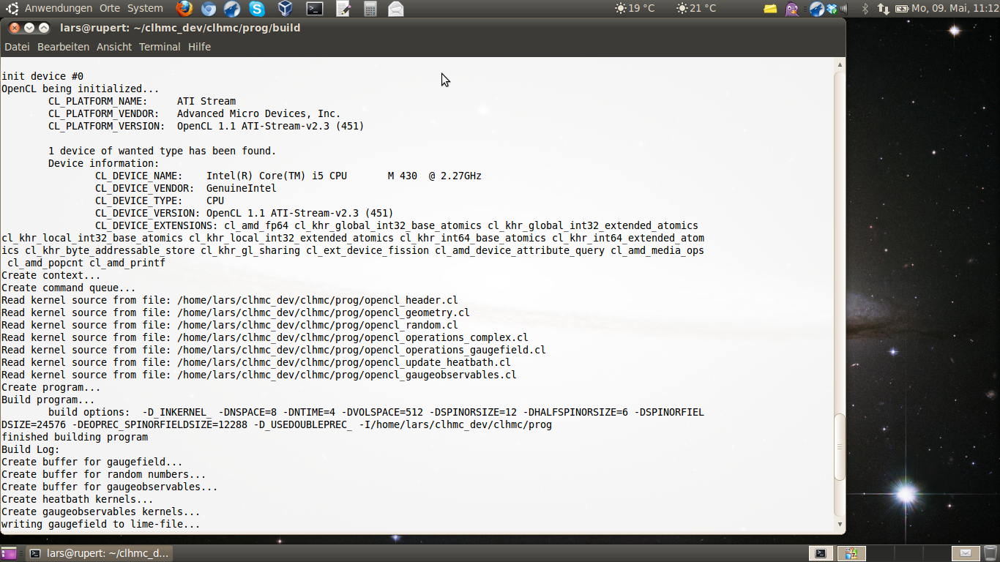 Anwendungen Orte System 19 °C 21 °C Mo, 09. Mai, 11:12
lars@rupert: ~/clhmc_dev/clhmc/prog/build
Datei Bearbeiten Ansicht Terminal Hilfe
init device #0
OpenCL being initialized...
CL_PLATFORM_NAME: ATI Stream
CL_PLATFORM_VENDOR: Advanced Micro Devices, Inc.
CL_PLATFORM_VERSION: OpenCL 1.1 ATI-Stream-v2.3 (451)
1 device of wanted type has been found.
Device information:
CL_DEVICE_NAME: Intel(R) Core(TM) i5 CPU M 430 @ 2.27GHz
CL_DEVICE_VENDOR: GenuineIntel
CL_DEVICE_TYPE: CPU
CL_DEVICE_VERSION: OpenCL 1.1 ATI-Stream-v2.3 (451)
CL_DEVICE_EXTENSIONS: cl_amd_fp64 cl_khr_global_int32_base_atomics cl_khr_global_int32_extended_atomics
cl_khr_local_int32_base_atomics cl_khr_local_int32_extended_atomics cl_khr_int64_base_atomics cl_khr_int64_extended_atom
ics cl_khr_byte_addressable_store cl_khr_gl_sharing cl_ext_device_fission cl_amd_device_attribute_query cl_amd_media_ops
cl_amd_popcnt cl_amd_printf
Create context...
Create command queue...
Read kernel source from file: /home/lars/clhmc_dev/clhmc/prog/opencl_header.cl
Read kernel source from file: /home/lars/clhmc_dev/clhmc/prog/opencl_geometry.cl
Read kernel source from file: /home/lars/clhmc_dev/clhmc/prog/opencl_random.cl
Read kernel source from file: /home/lars/clhmc_dev/clhmc/prog/opencl_operations_complex.cl
Read kernel source from file: /home/lars/clhmc_dev/clhmc/prog/opencl_operations_gaugefield.cl
Read kernel source from file: /home/lars/clhmc_dev/clhmc/prog/opencl_update_heatbath.cl
Read kernel source from file: /home/lars/clhmc_dev/clhmc/prog/opencl_gaugeobservables.cl
Create program...
Build program...
build options: -D_INKERNEL_ -DNSPACE=8 -DNTIME=4 -DVOLSPACE=512 -DSPINORSIZE=12 -DHALFSPINORSIZE=6 -DSPINORFIEL
DSIZE=24576 -DEOPREC_SPINORFIELDSIZE=12288 -D_USEDOUBLEPREC_ -I/home/lars/clhmc_dev/clhmc/prog
finished building program
Build Log:
Create buffer for gaugefield...
Create buffer for random numbers...
Create buffer for gaugeobservables...
Create heatbath kernels...
Create gaugeobservables kernels...
writing gaugefield to lime-file...
lars@rupert: ~/clhmc_d...